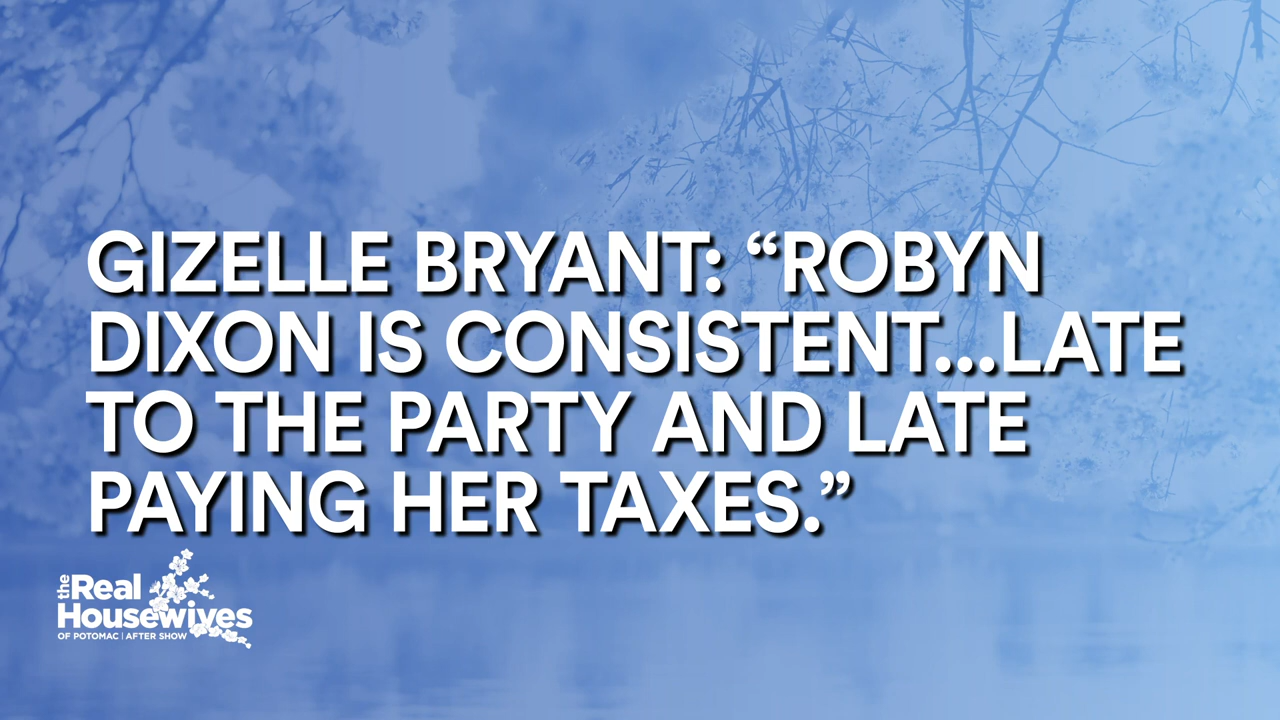 GIZELLE BRYANT: “ROBYN
DIXON IS CONSISTENT...LATE
TO THE PARTY AND LATE
PAYING HER TAXES.”
the Real
Housewives
OF POTOMAC | AFTER SHOW